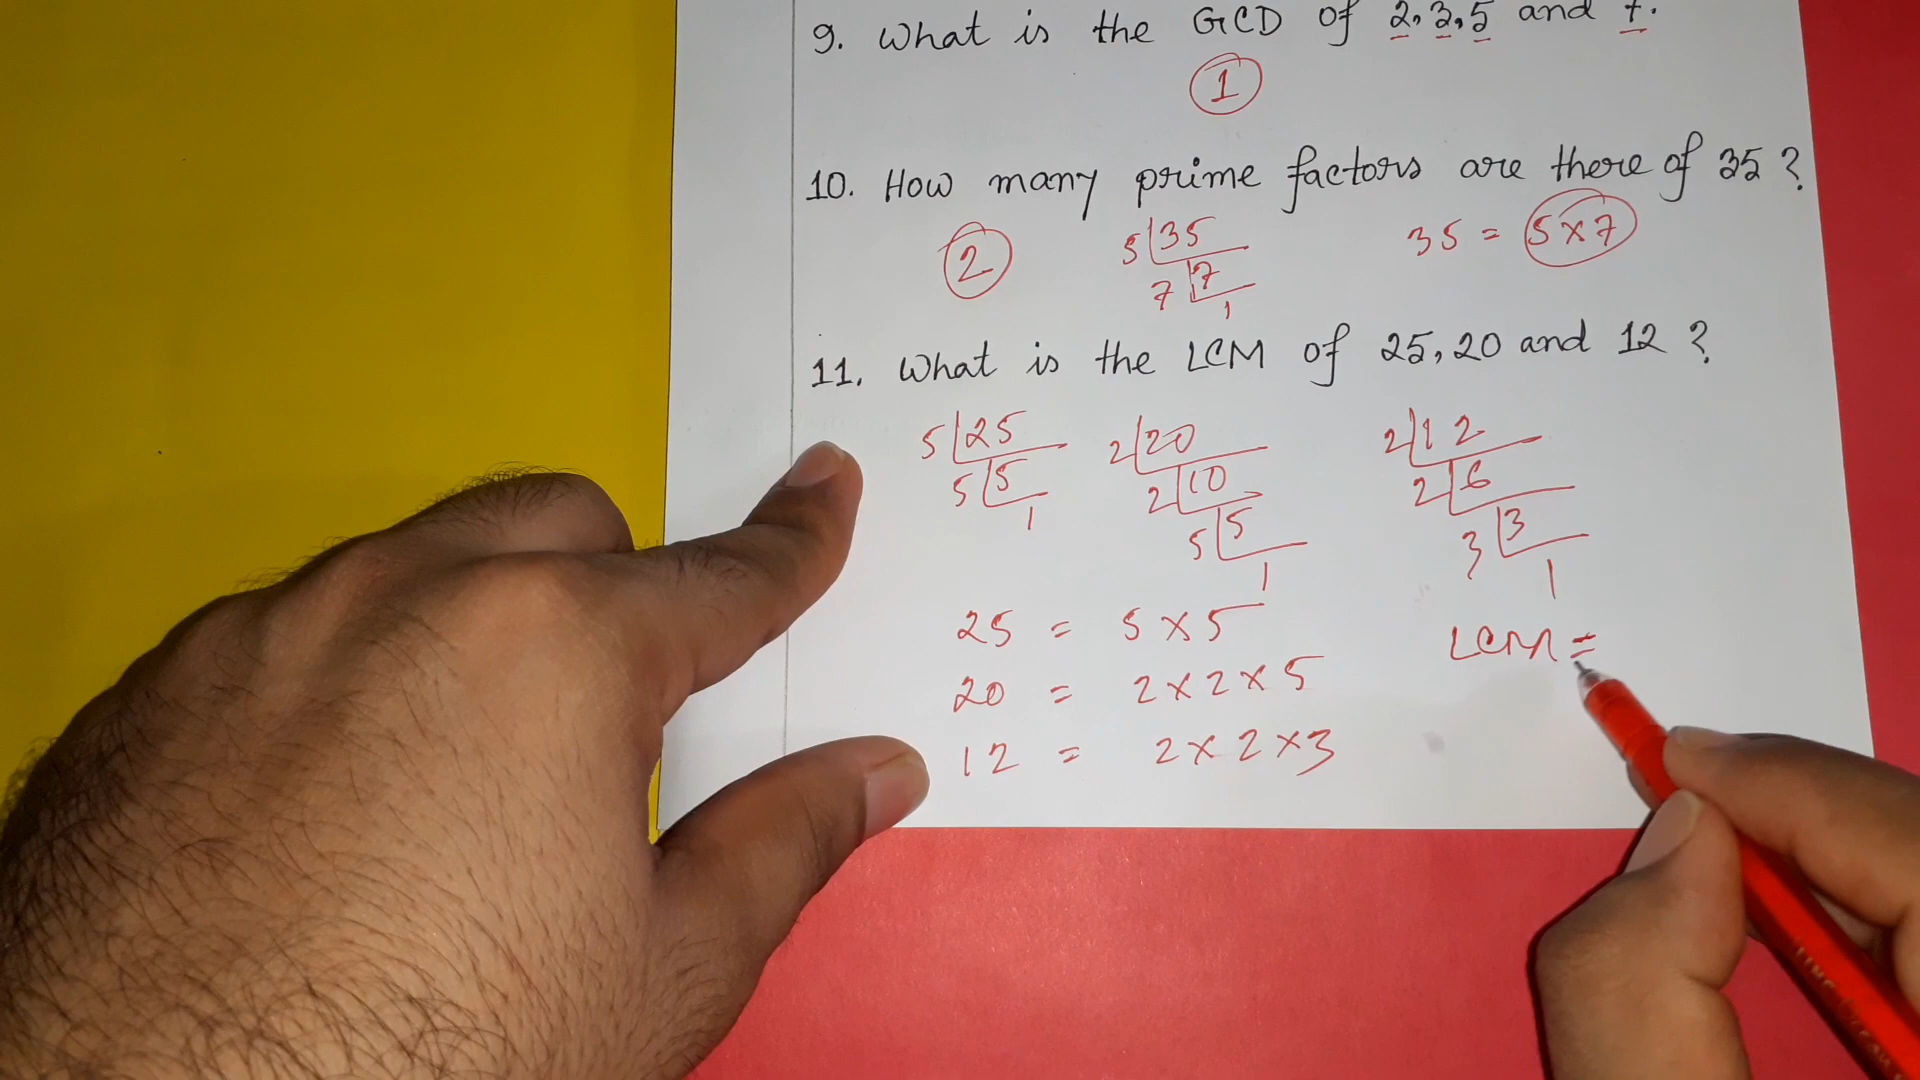 9. What is the GCD of 2, 3, 5 and 7.
1
10. How many prime factors are there of 35 ?
2
5 35
7 7
1
35 = 5 x 7
11. What is the LCM of 25, 20 and 12 ?
5 25
5 5
1
2 20
2 10
5 5
1
2 12
2 6
3 3
1
25 = 5 x 5
20 = 2 x 2 x 5
12 = 2 x 2 x 3
LCM =